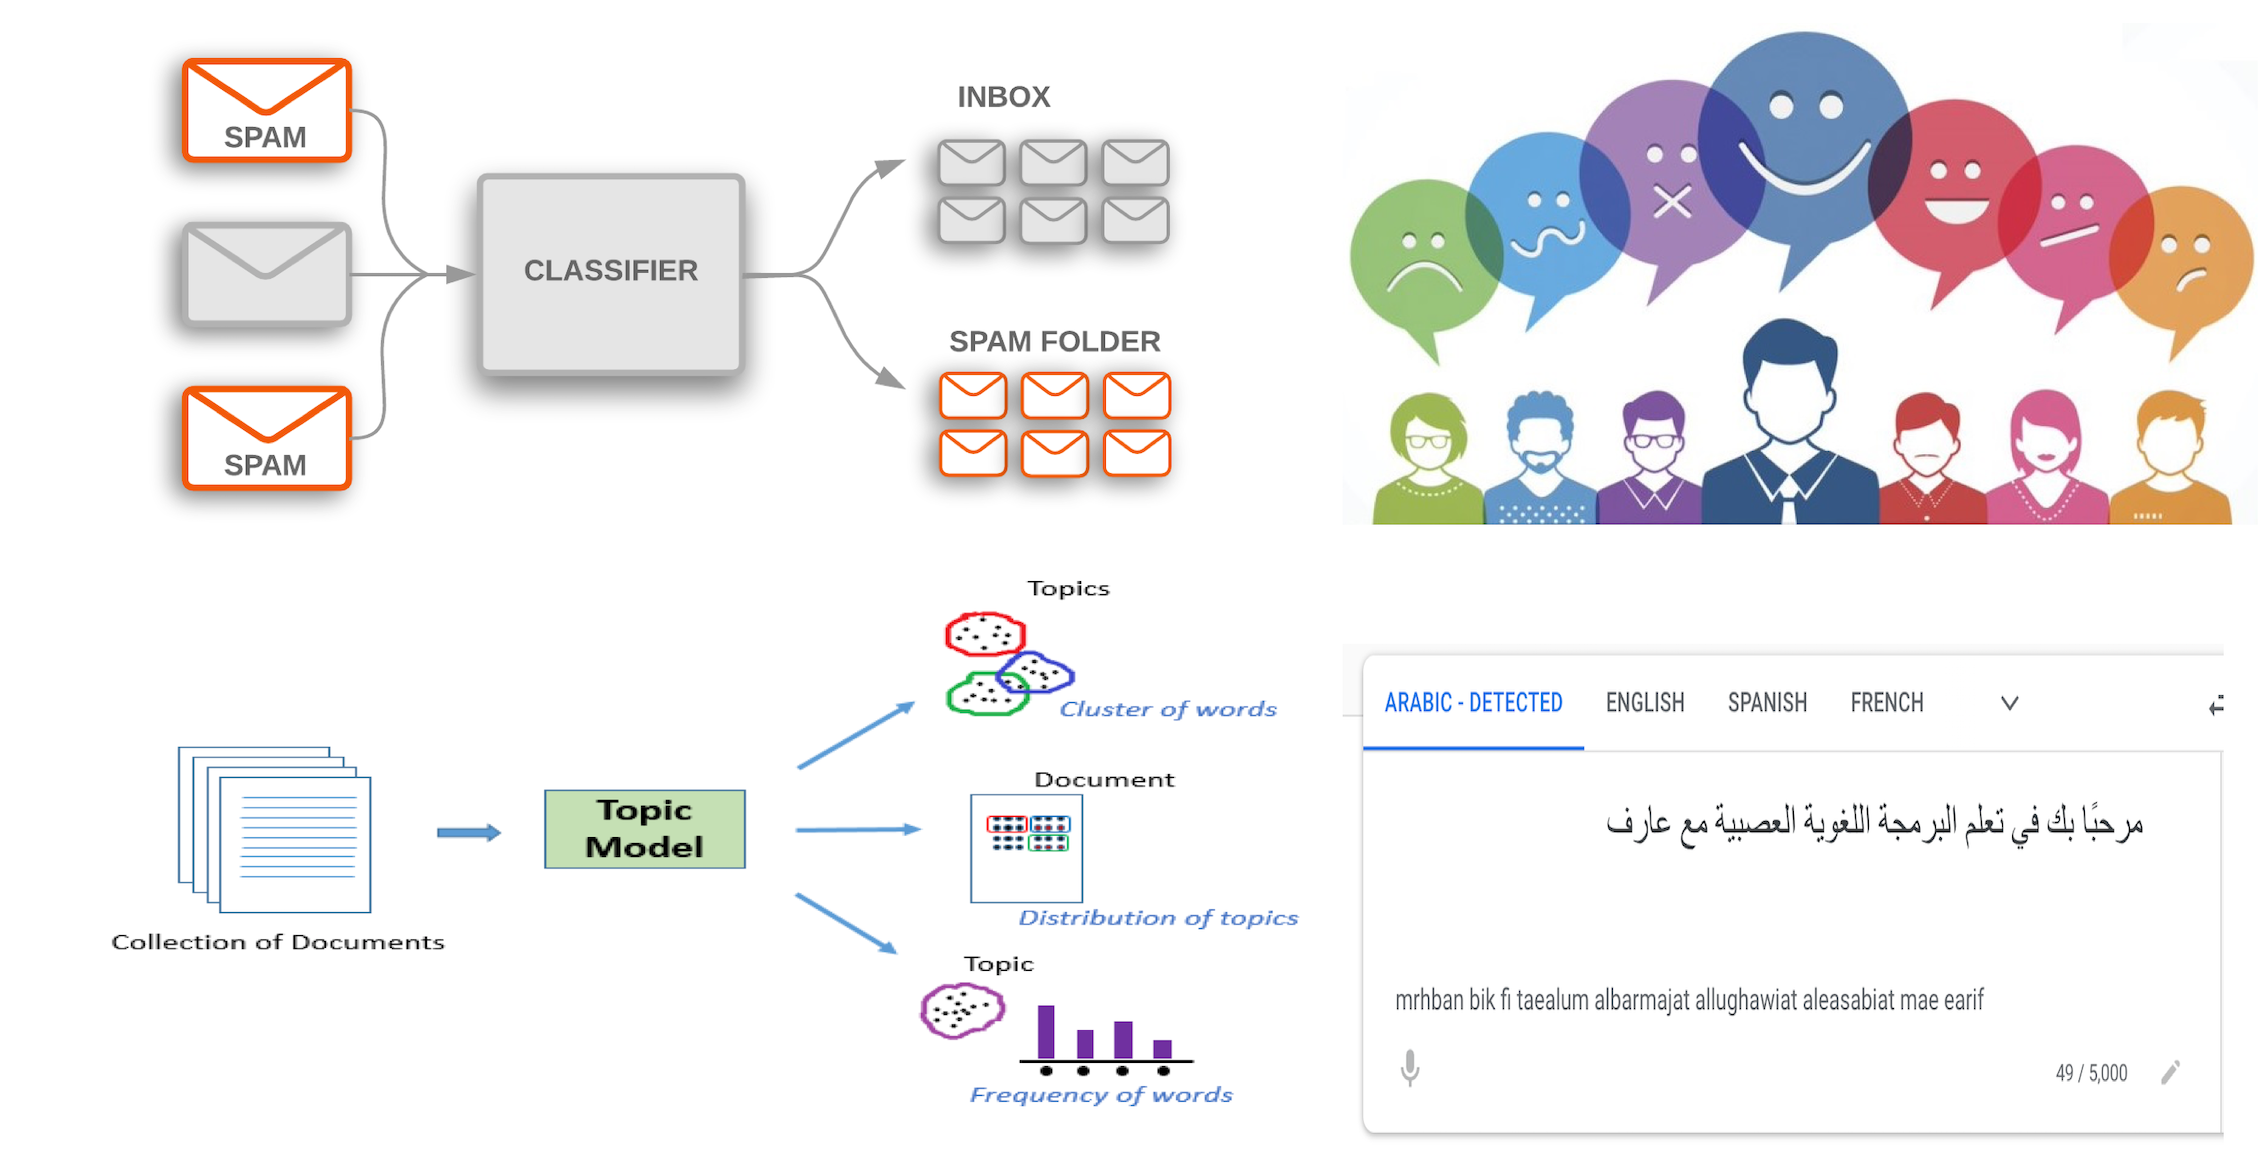 SPAM
SPAM
CLASSIFIER
INBOX
SPAM FOLDER
Collection of Documents
Topic
Model
Topics
Cluster of words
Document
Distribution of topics
Topic
Frequency of words
ARABIC - DETECTED ENGLISH SPANISH FRENCH
مرحبًا بك في تعلم البرمجة اللغوية العصبية مع عارف
mrhban bik fi taealum albarmajat allughawiat aleasabiat mae earif
49 / 5,000